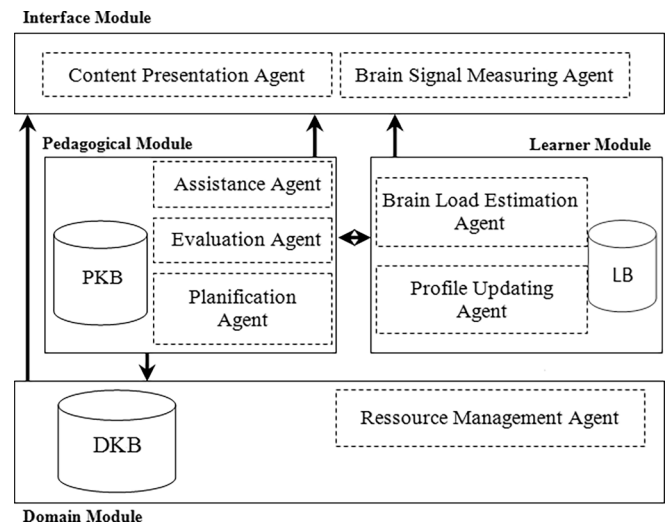 Interface Module
Content Presentation Agent
Brain Signal Measuring Agent
Pedagogical Module
Learner Module
Assistance Agent
Evaluation Agent
Planification
Agent
PKB
Brain Load Estimation
Agent
Profile Updating
Agent
LB
DKB
Ressource Management Agent
Domain Module